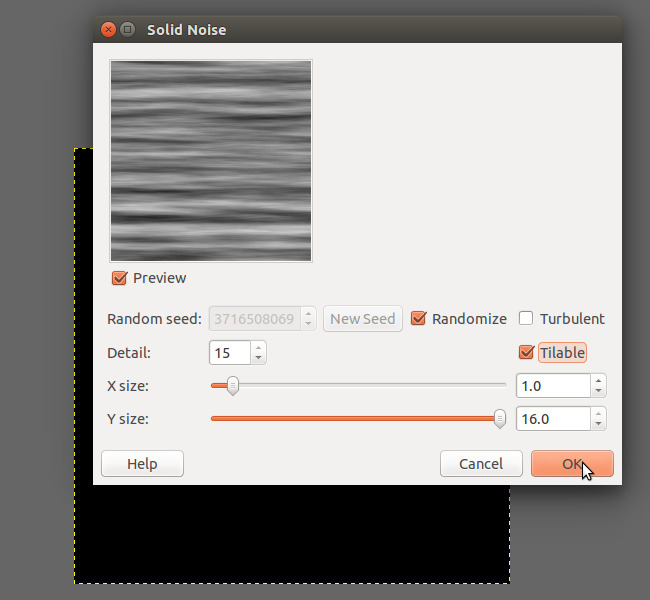 Solid Noise
Preview
Random seed: 3716508069 New Seed Randomize Turbulent
Detail: 15 Tilable
X size: 1.0
Y size: 16.0
Help Cancel OK